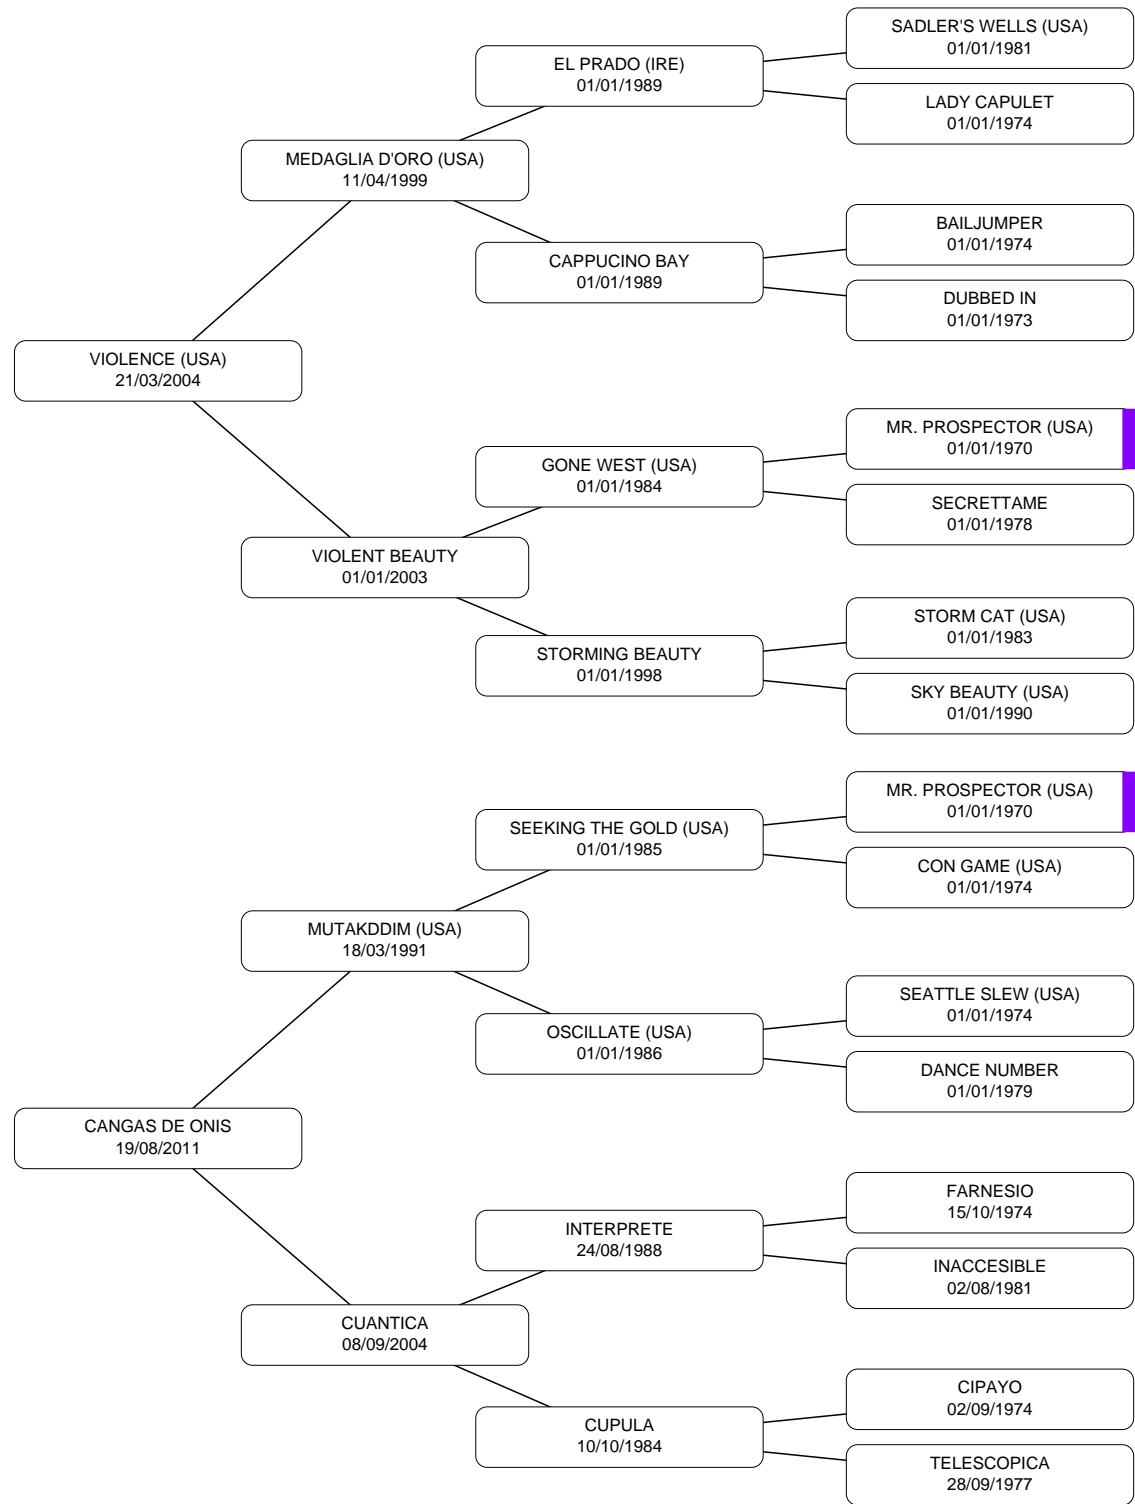 SADLER'S WELLS (USA)
01/01/1981
EL PRADO (IRE)
01/01/1989
LADY CAPULET
01/01/1974
MEDAGLIA D'ORO (USA)
11/04/1999
BAILJUMPER
01/01/1974
CAPPUCINO BAY
01/01/1989
DUBBED IN
01/01/1973
VIOLENCE (USA)
21/03/2004
MR. PROSPECTOR (USA)
01/01/1970
GONE WEST (USA)
01/01/1984
SECRETTAME
01/01/1978
VIOLENT BEAUTY
01/01/2003
STORM CAT (USA)
01/01/1983
STORMING BEAUTY
01/01/1998
SKY BEAUTY (USA)
01/01/1990
MR. PROSPECTOR (USA)
01/01/1970
SEEKING THE GOLD (USA)
01/01/1985
CON GAME (USA)
01/01/1974
MUTAKDDIM (USA)
18/03/1991
SEATTLE SLEW (USA)
01/01/1974
OSCILLATE (USA)
01/01/1986
DANCE NUMBER
01/01/1979
CANGAS DE ONIS
19/08/2011
FARNESIO
15/10/1974
INTERPRETE
24/08/1988
INACCESIBLE
02/08/1981
CUANTICA
08/09/2004
CIPAYO
02/09/1974
CUPULA
10/10/1984
TELESCOPICA
28/09/1977